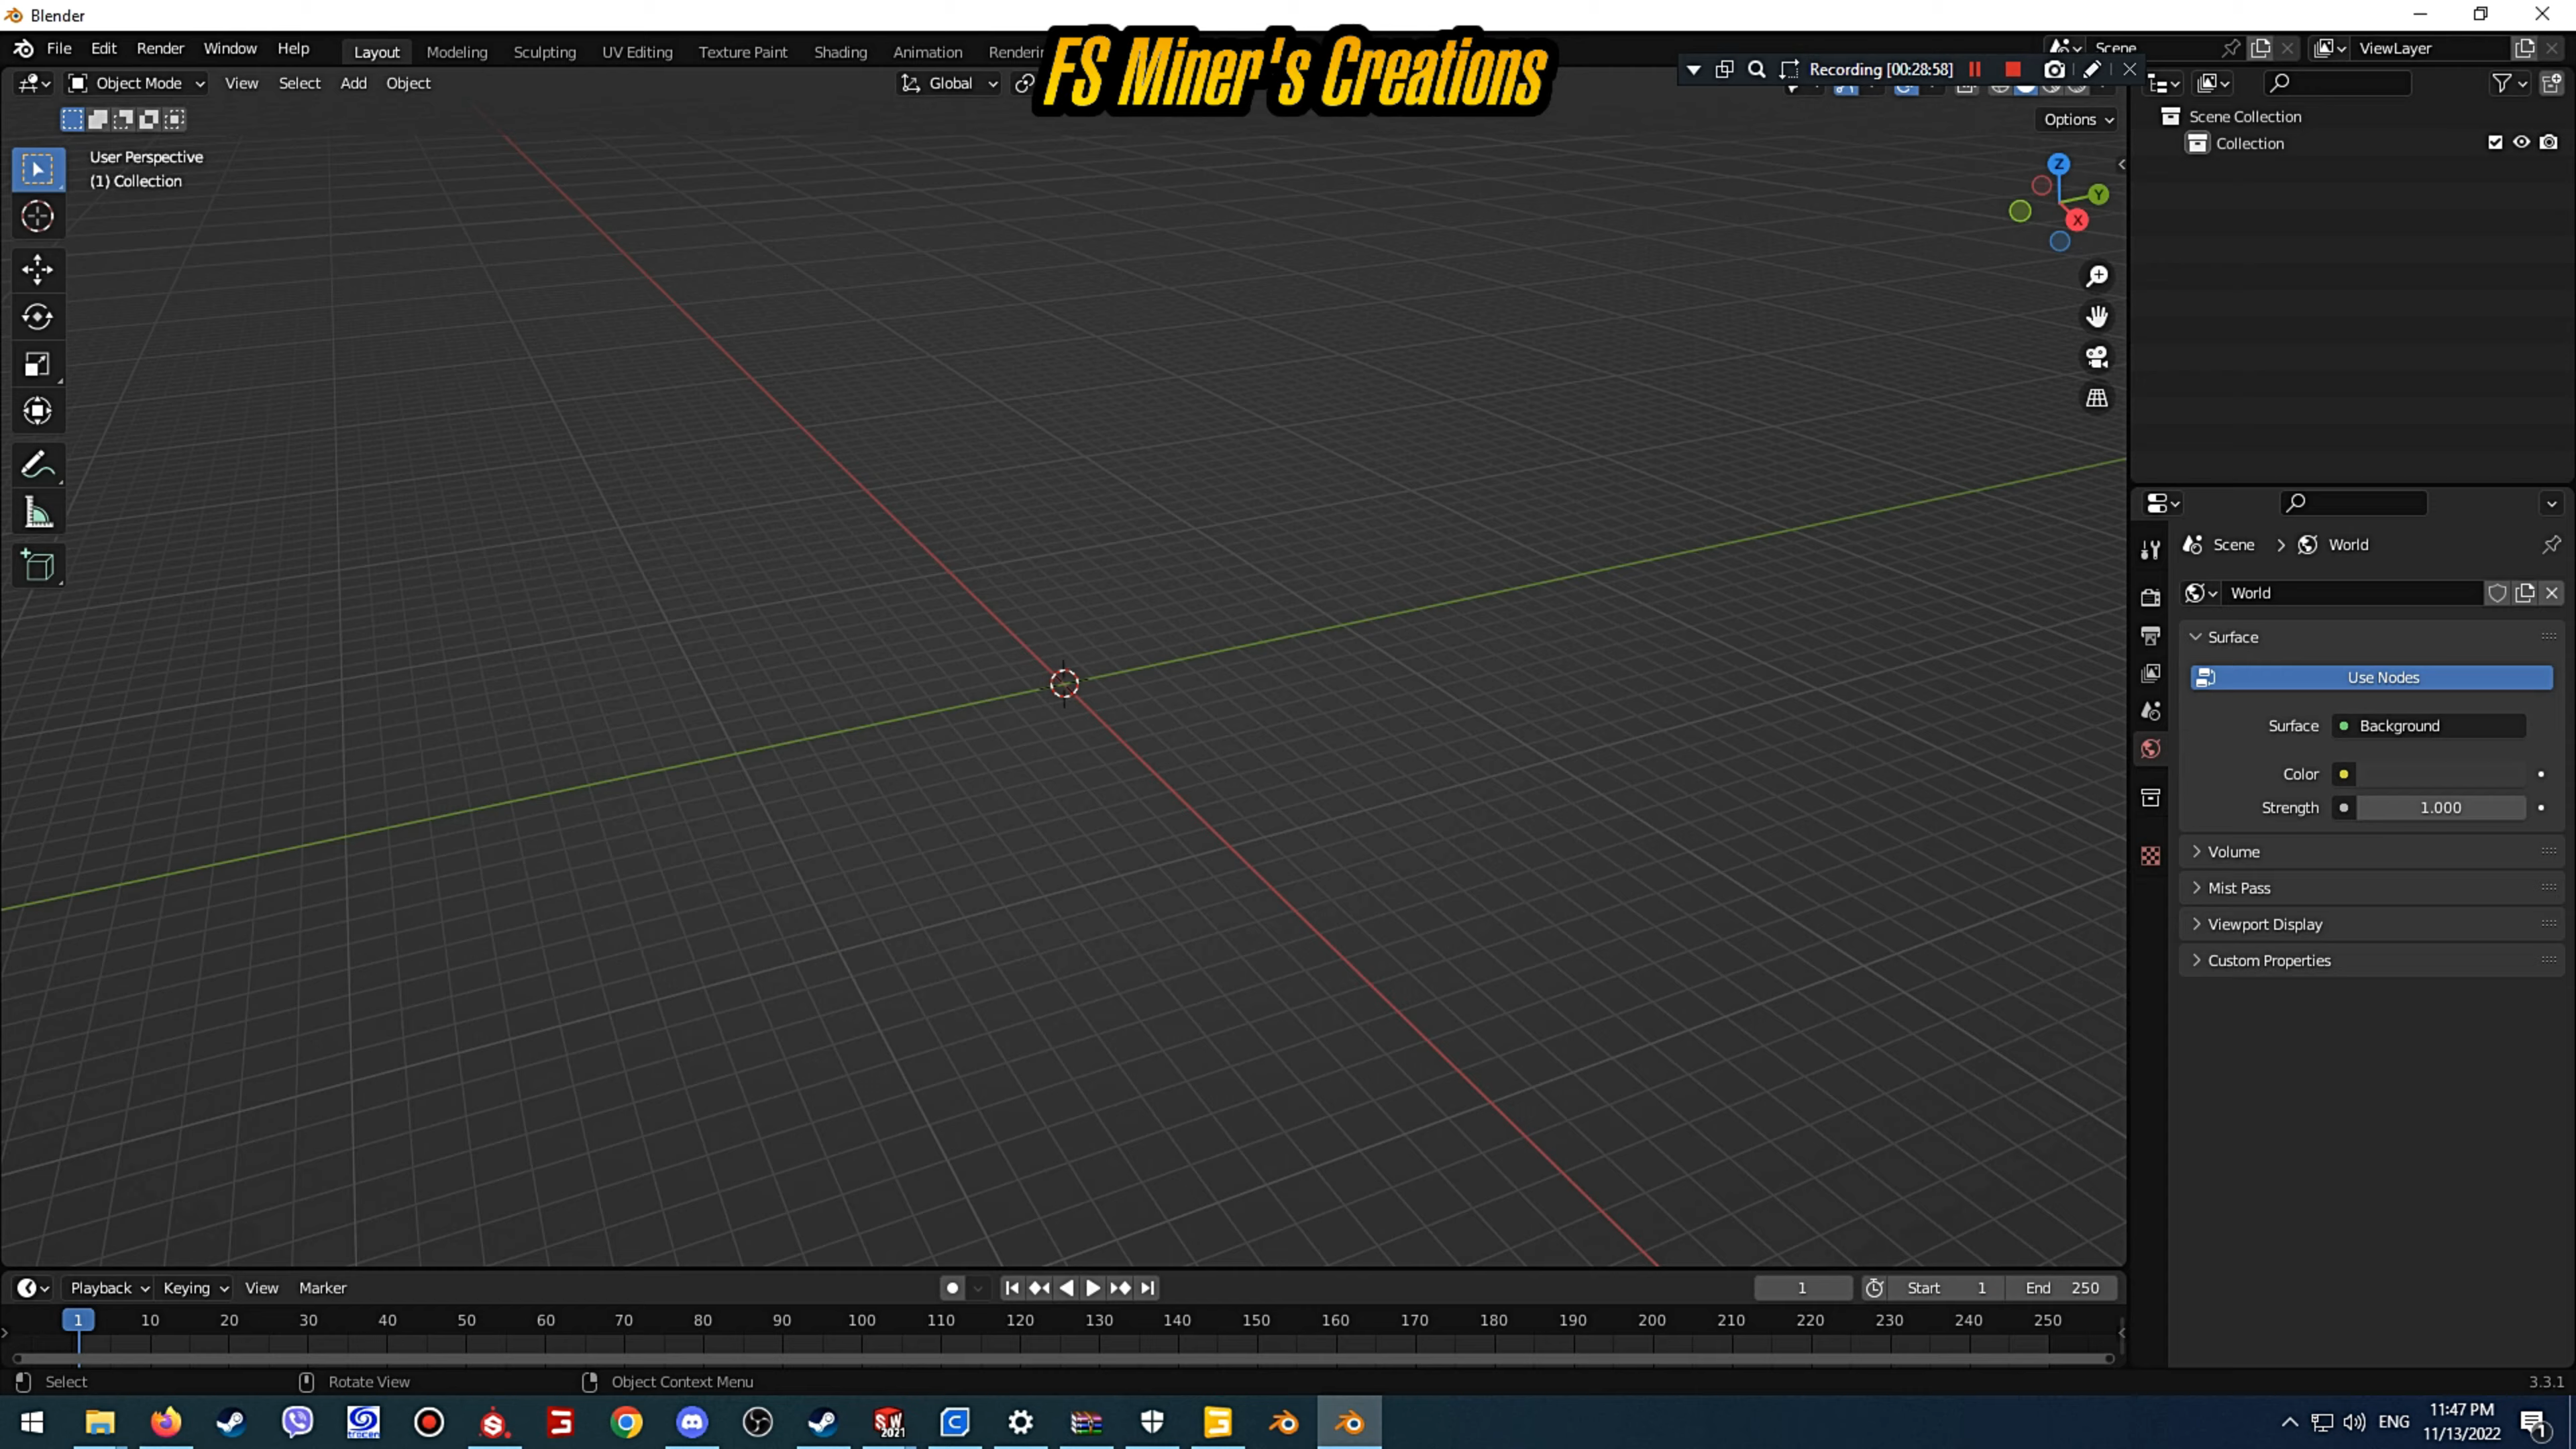 Blender
File Edit Render Window Help Layout Modeling Sculpting UV Editing Texture Paint Shading Animation Scene ViewLayer
FS Miner's Creations
Recording [00:28:58]
Object Mode View Select Add Object Global
Options
User Perspective
(1) Collection
Z
Y
X
Scene Collection
Collection
Scene > World
World
Surface
Use Nodes
Surface Background
Color
Strength 1.000
Volume
Mist Pass
Viewport Display
Custom Properties
Playback Keying View Marker 1 Start 1 End 250
1 10 20 30 40 50 60 70 80 90 100 110 120 130 140 150 160 170 180 190 200 210 220 230 240 250
Select Rotate View Object Context Menu 3.3.1
SW
2021
ENG
11:47 PM
11/13/2022
1